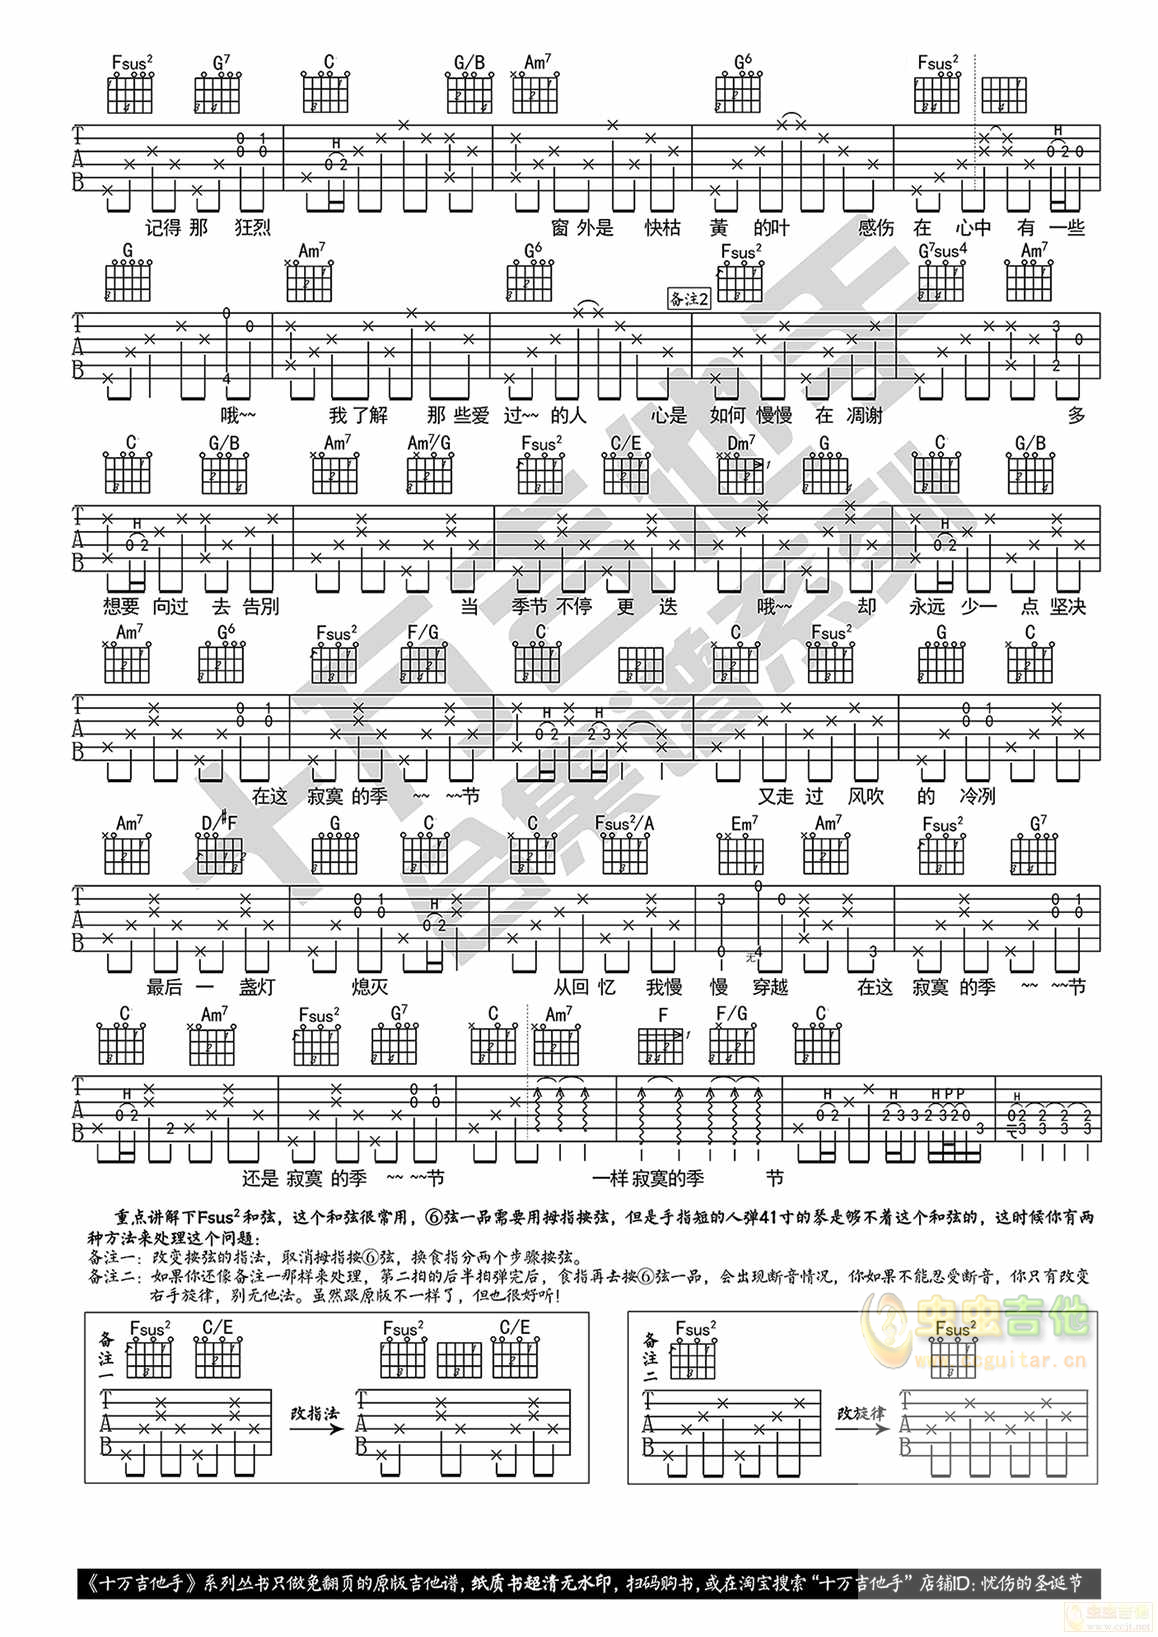 Fsus² G⁷ C G/B Am⁷ G⁶ Fsus²
记得那 狂烈 窗外是 快枯 黄 的叶 感伤 在 心中 有 一些
G Am⁷ G⁶ 备注2 Fsus² G⁷sus⁴ Am⁷
哦~~ 我了解 那些爱 过~~ 的人 心是 如何 慢慢 在 凋谢 多
C G/B Am⁷ Am⁷/G Fsus² C/E Dm⁷ G C G/B
想要 向过 去 告别 当 季节 不停 更 迭 哦~~ 却 永远 少一 点 坚决
Am⁷ G⁶ Fsus² F/G C C Fsus² G C
在这 寂寞 的季 ~ ~~节 又走 过 风吹 的 冷冽
Am⁷ D/#F G C C Fsus²/A Em⁷ Am⁷ Fsus² G⁷
最后 一 盏灯 熄灭 从回 忆 我慢 慢 穿越 在这 寂寞 的季 ~ ~~节
C Am⁷ Fsus² G⁷ C Am⁷ F F/G C
还是 寂寞 的季 ~ ~~节 一样 寂寞的季 节
重点讲解下Fsus²和弦，这个和弦很常用，⑥弦一品需要用拇指按弦，但是手指短的人弹41寸的琴是够不着这个和弦的，这时候你有两
种方法来处理这个问题：
备注一：改变按弦的指法，取消拇指按⑥弦，换食指分两个步骤按弦。
备注二：如果你还像备注一那样来处理，第二拍的后半拍弹完后，食指再去按⑥弦一品，会出现断音情况，你如果不能忍受断音，你只有改变
右手旋律，别无他法。虽然跟原版不一样了，但也很好听！
备注一 Fsus² C/E 改指法 Fsus² C/E
备注二 Fsus² 改旋律 Fsus²
虫虫吉他
www.ccguitar.cn
《十万吉他手》系列丛书只做免翻页的原版吉他谱，纸质书超清无水印，扫码购书，或在淘宝搜索“十万吉他手”店铺ID：忧伤的圣诞节
虫虫吉他
www.ccjt.net
十万吉他手
合集谱系列